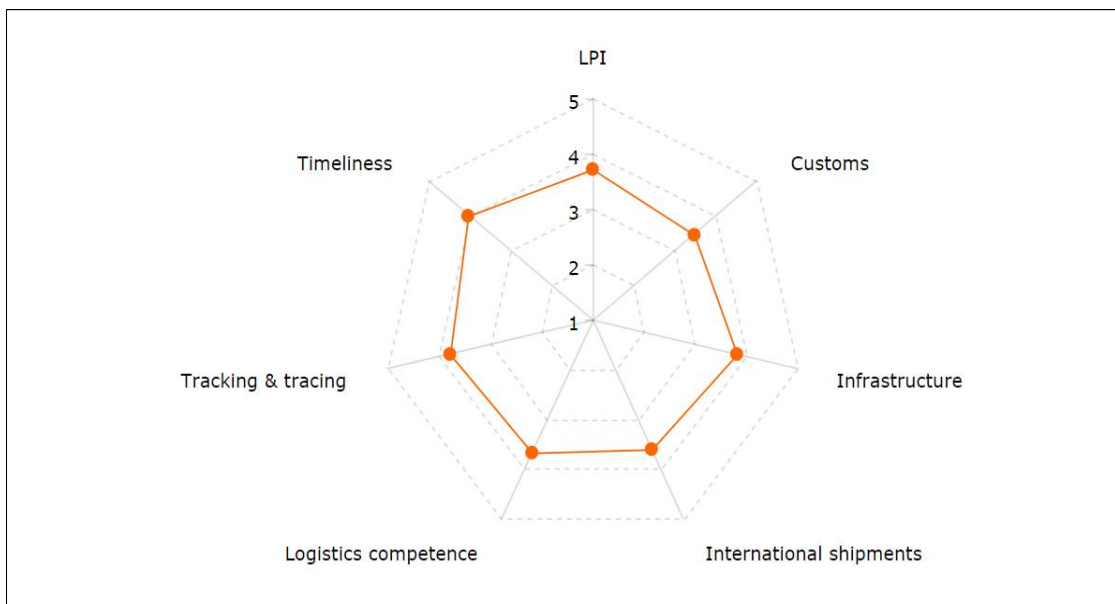 LPI
5
4
3
2
1
Timeliness
Customs
Tracking & tracing
Infrastructure
Logistics competence
International shipments